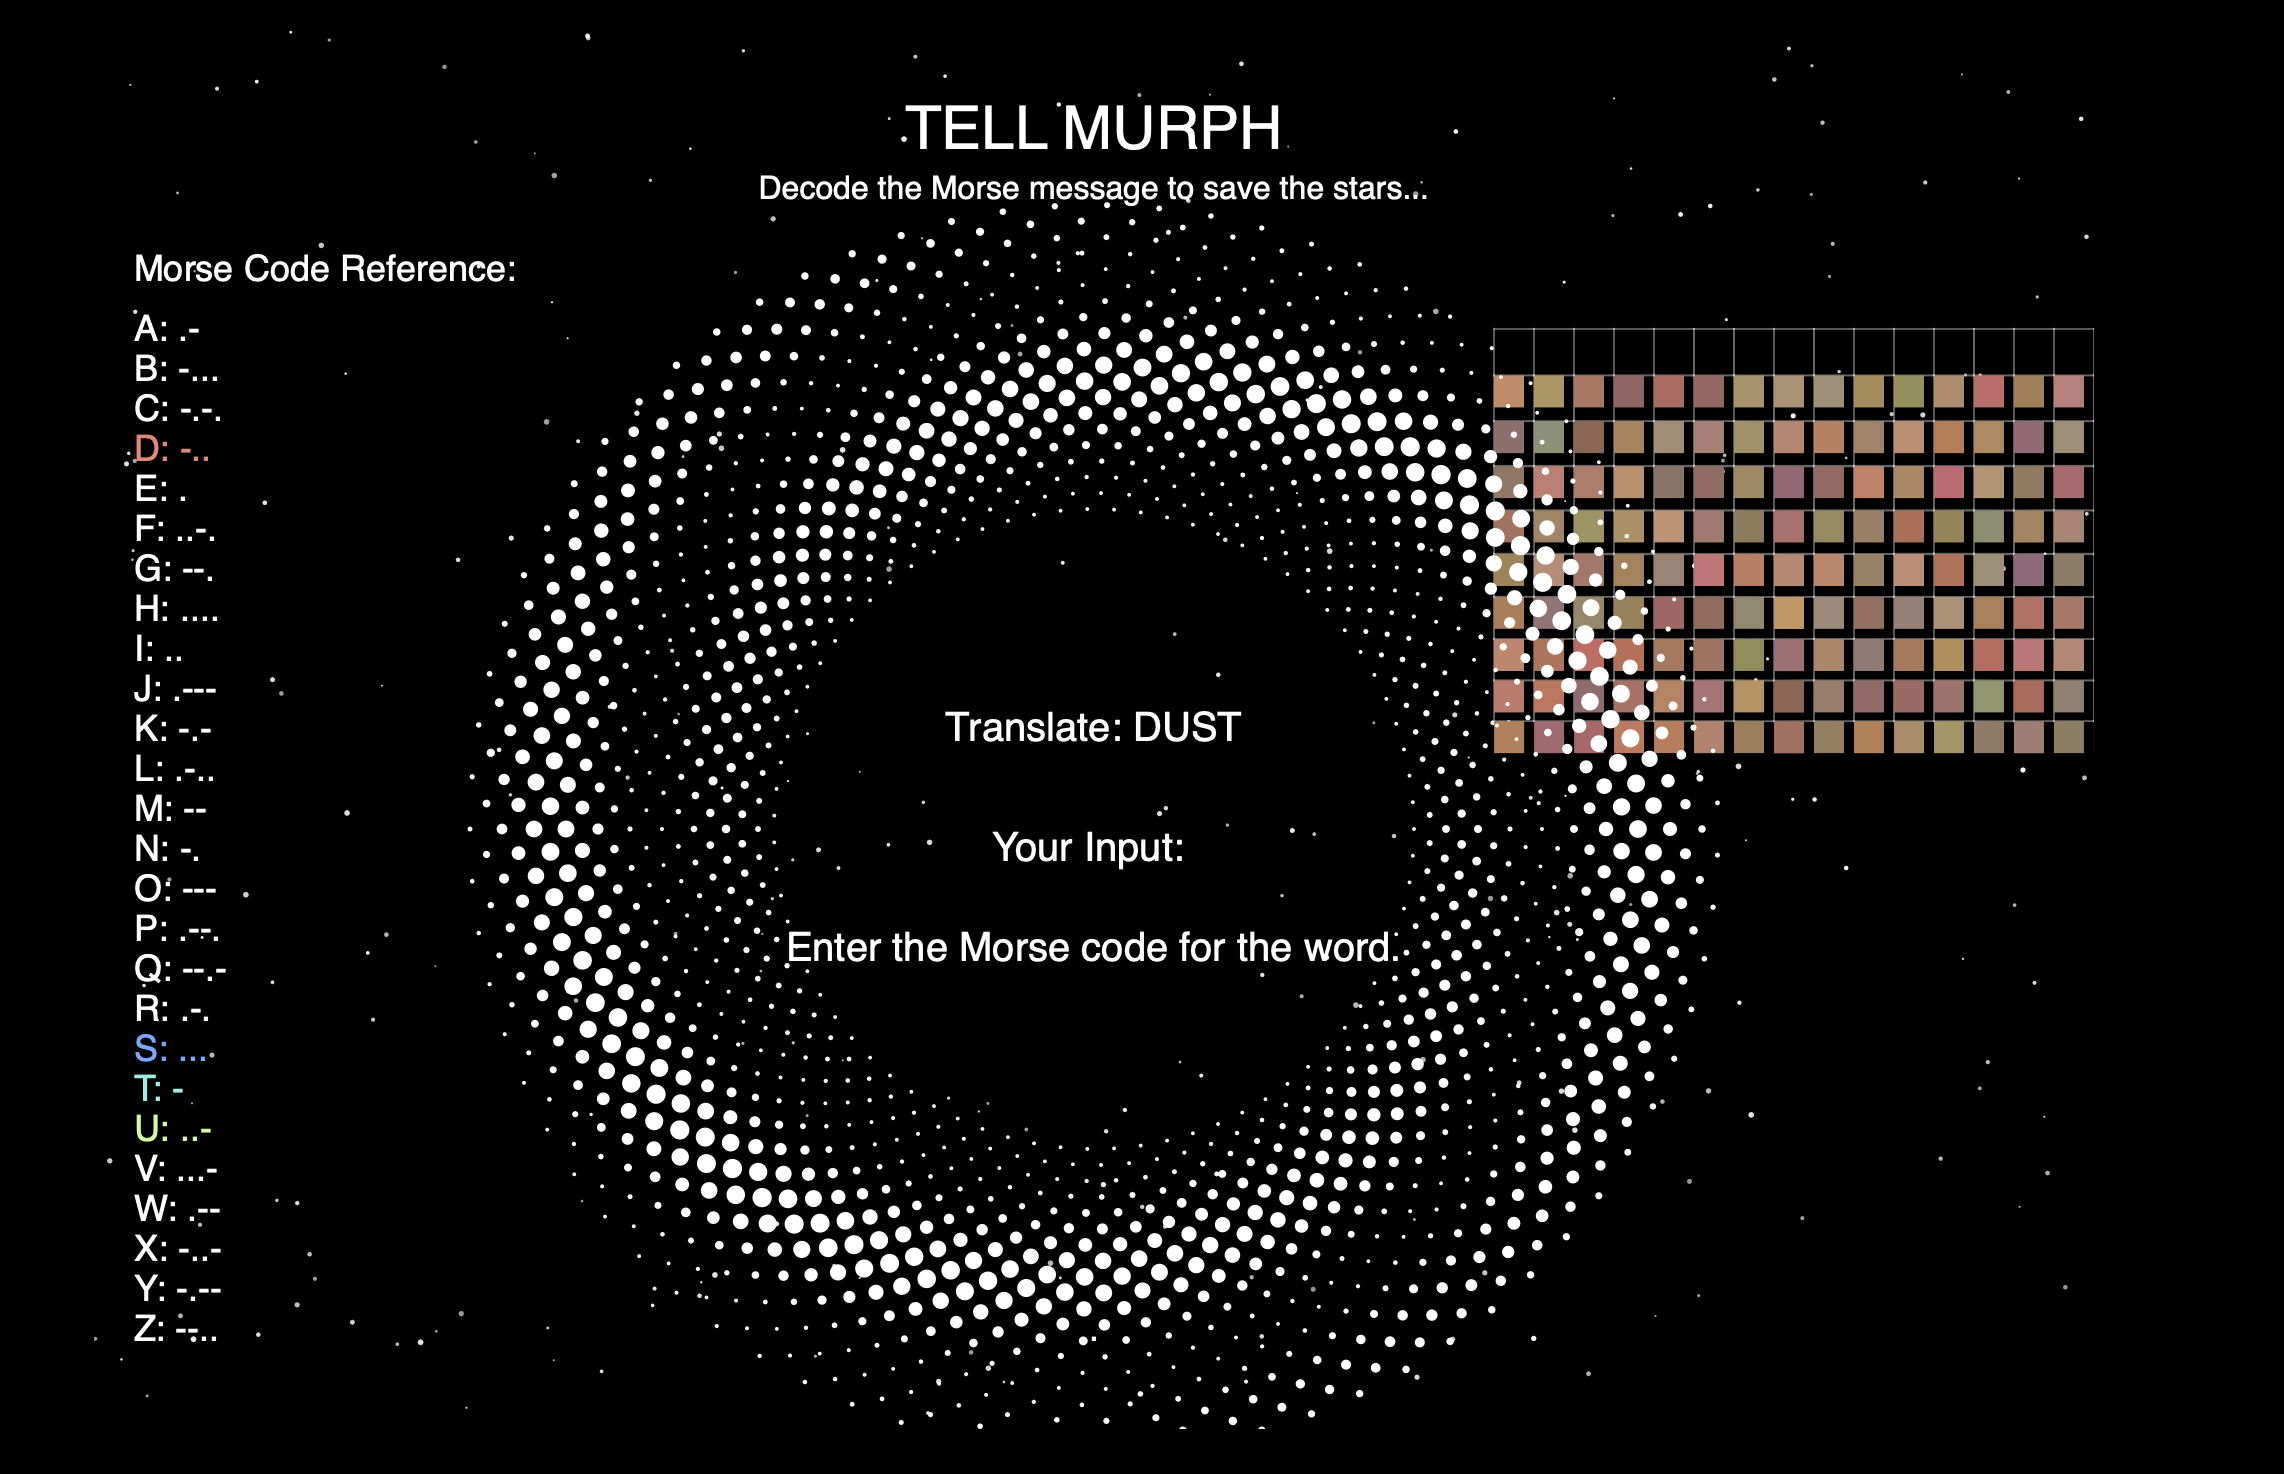 TELL MURPH
Decode the Morse message to save the stars...
Morse Code Reference:
A: .-
B: -...
C: -.-.
D: -..
E: .
F: ..-.
G: --.
H: ....
I: ..
J: .---
K: -.-
L: .-..
M: --
N: -.
O: ---
P: .--.
Q: --.-
R: .-.
S: ...
T: -
U: ..-
V: ...-
W: .--
X: -..-
Y: -.--
Z: --..
Translate: DUST
Your Input:
Enter the Morse code for the word.